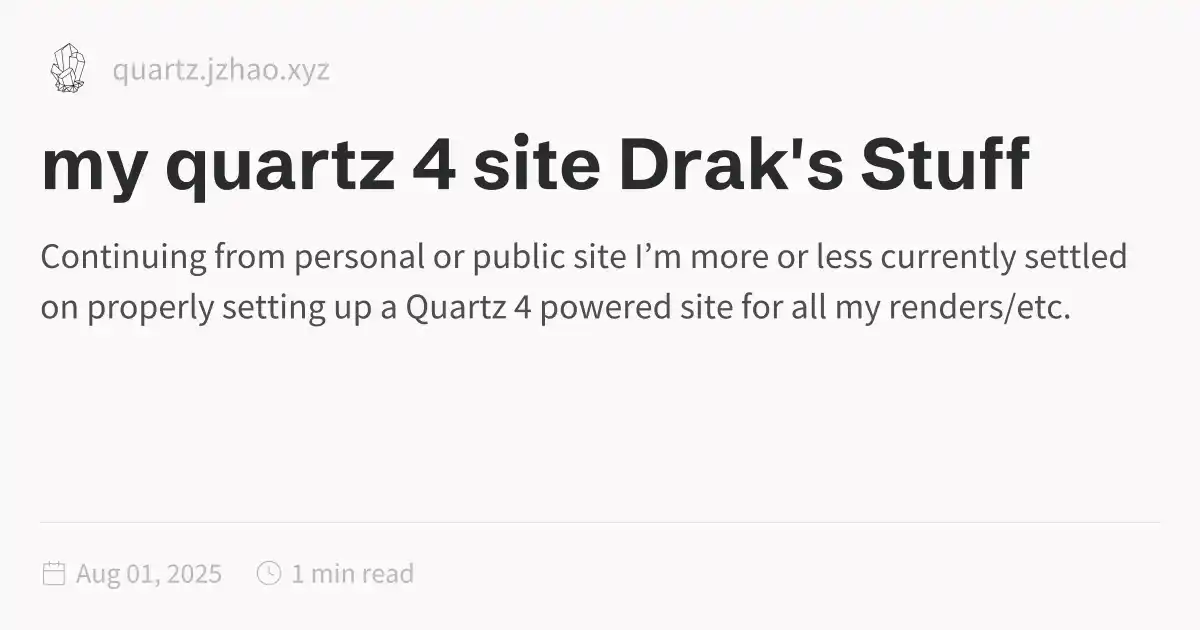 quartz.jzhao.xyz
my quartz 4 site Drak's Stuff
Continuing from personal or public site I’m more or less currently settled
on properly setting up a Quartz 4 powered site for all my renders/etc.
Aug 01, 2025 1 min read